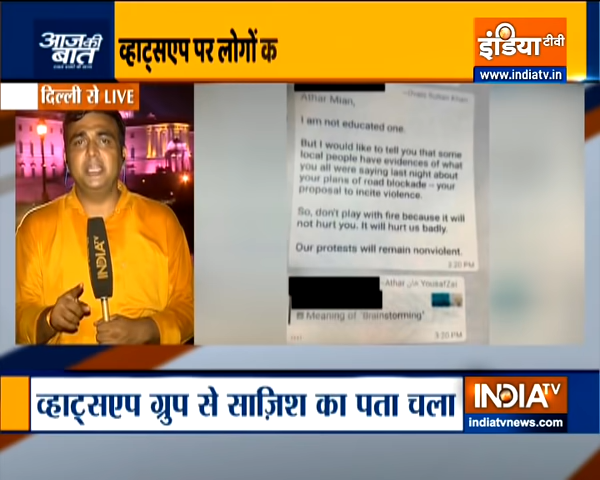 आज की
बात
व्हाट्सएप पर लोगों क
इंडिया टीवी
www.indiatv.in
दिल्ली से LIVE
INDIA TV
Athar Mian,
I am not educated one.
But I would like to tell you that some
local people have evidences of what
you all were saying last night about
your plans of road blockade – your
proposal to incite violence.
So, don't play with fire because it will
not hurt you. It will hurt us badly.
Our protests will remain nonviolent.
3:20 PM
YousafZai
Meaning of "Brainstorming"
3:20 PM
व्हाट्सएप ग्रुप से साज़िश का पता चला
INDIA TV
indiatvnews.com